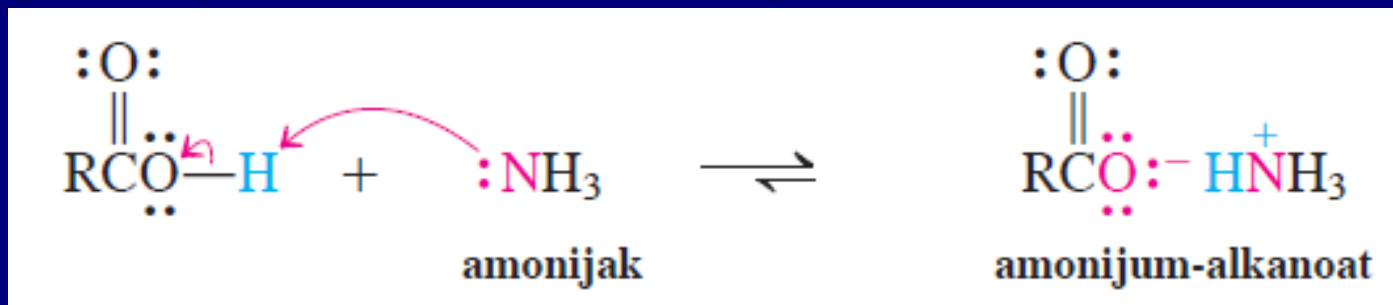 :O:
||
RCO—H + :NH₃ ⇌ RCO:⁻ HNH₃⁺
:O:
||
amonijak
amonijum-alkanoat